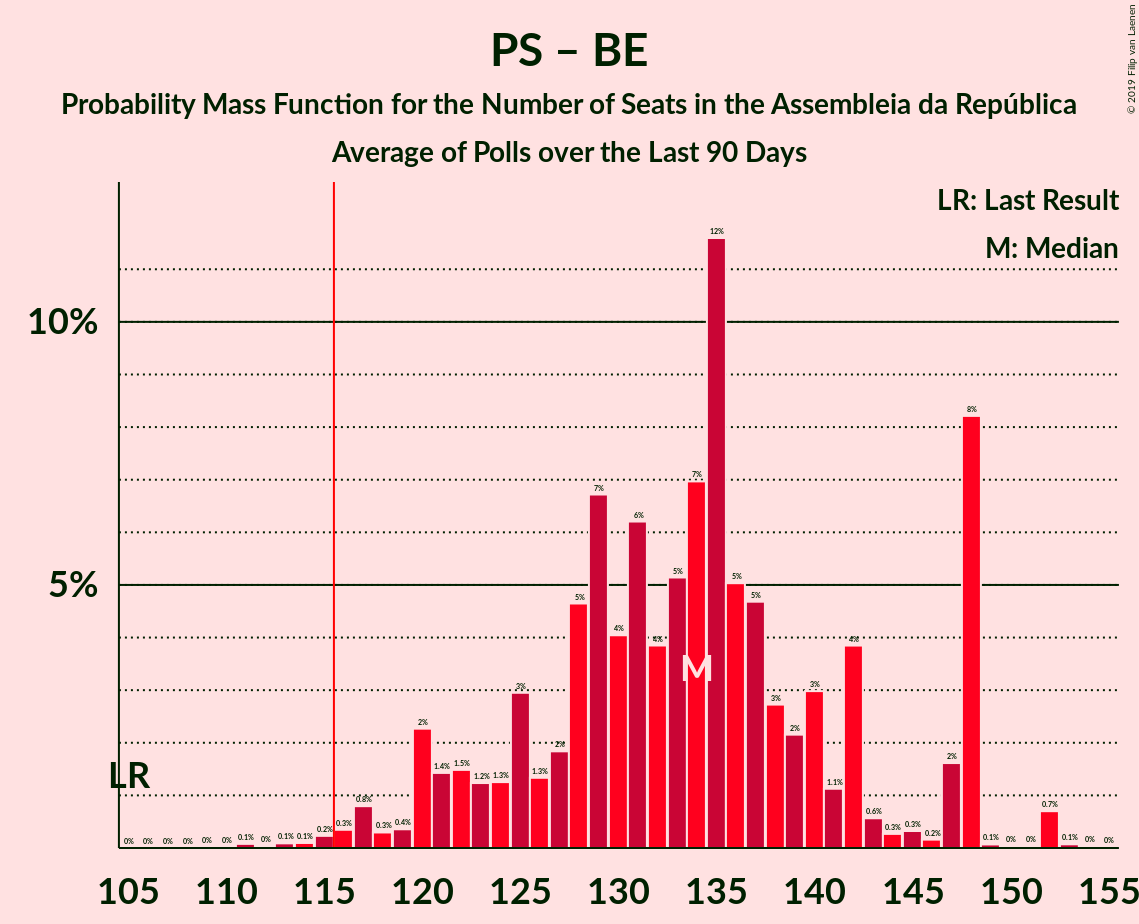 PS – BE
Probability Mass Function for the Number of Seats in the Assembleia da República
Average of Polls over the Last 90 Days
© 2019 Filip van Laenen
LR: Last Result
M: Median
10%
5%
LR
M
0% 0% 0% 0% 0% 0% 0.1% 0% 0.1% 0.1% 0.2% 0.3% 0.8% 0.3% 0.4% 2% 1.4% 1.5% 1.2% 1.3% 3% 1.3% 2% 5% 7% 4% 6% 4% 5% 7% 12% 5% 5% 3% 2% 3% 1.1% 4% 0.6% 0.3% 0.3% 0.2% 2% 8% 0.1% 0% 0% 0.7% 0.1% 0% 0%
105 110 115 120 125 130 135 140 145 150 155